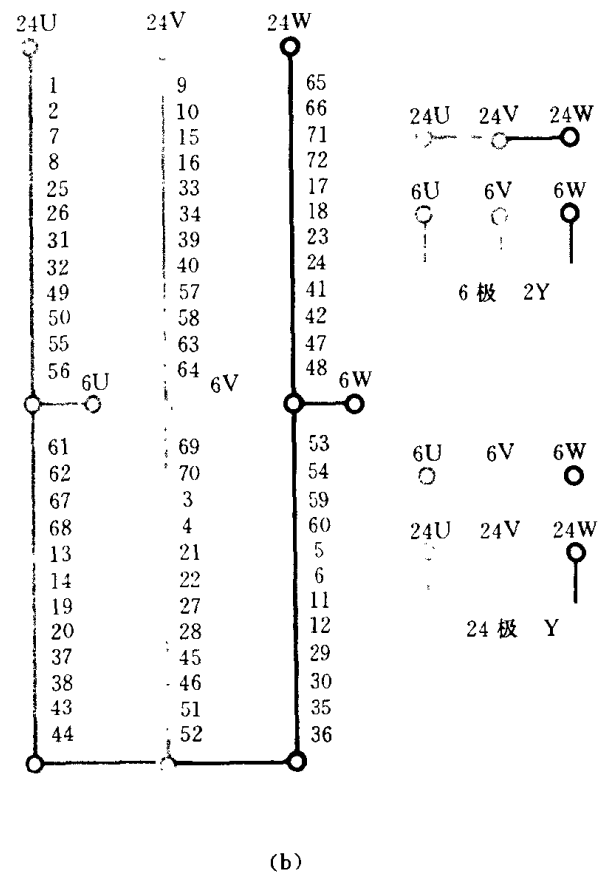 24U 24V 24W
1 9 65
2 10 66
7 15 71
8 16 72
25 33 17
26 34 18
31 39 23
32 40 24
49 57 41
50 58 42
55 63 47
56 64 48
6U 6V 6W
61 69 53
62 70 54
67 3 59
68 4 60
13 21 5
14 22 6
19 27 11
20 28 12
37 45 29
38 46 30
43 51 35
44 52 36
24U 24V 24W
6U 6V 6W
6极 2Y
6U 6V 6W
24U 24V 24W
24极 Y
(b)